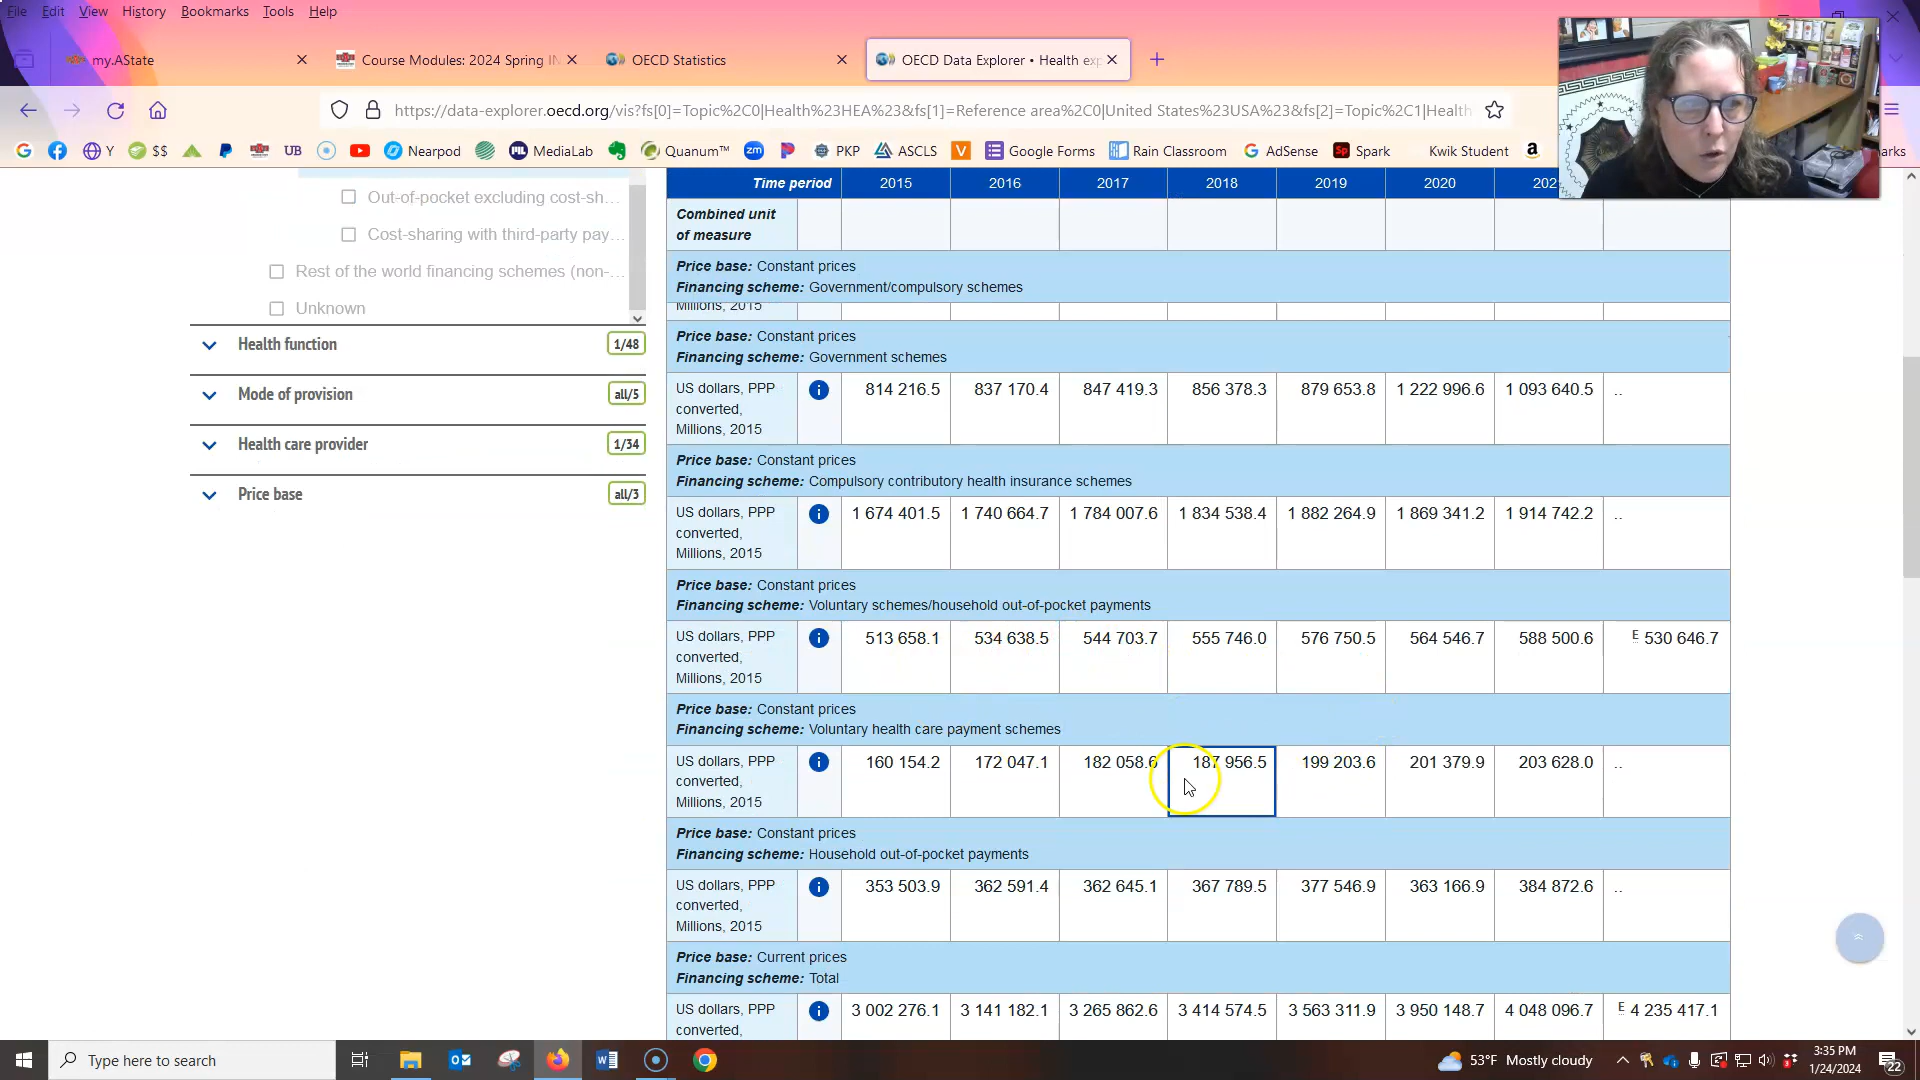 File Edit View History Bookmarks Tools Help
my.AState
Course Modules: 2024 Spring IN
OECD Statistics
OECD Data Explorer • Health exp
https://data-explorer.oecd.org/vis?fs[0]=Topic%2C0|Health%23HEA%23&fs[1]=Reference area%2C0|United States%23USA%23&fs[2]=Topic%2C1|Health
Y $$ UB Nearpod MediaLab Quanum™ zm PKP ASCLS V Google Forms Rain Classroom AdSense Sp Spark Kwik Student
Out-of-pocket excluding cost-sh...
Cost-sharing with third-party pay...
Rest of the world financing schemes (non-...
Unknown
Health function 1/48
Mode of provision all/5
Health care provider 1/34
Price base all/3
Time period 2015 2016 2017 2018 2019 2020
Combined unit
of measure
Price base: Constant prices
Financing scheme: Government/compulsory schemes
Millions, 2015
Price base: Constant prices
Financing scheme: Government schemes
US dollars, PPP 814 216.5 837 170.4 847 419.3 856 378.3 879 653.8 1 222 996.6 1 093 640.5 ..
converted,
Millions, 2015
Price base: Constant prices
Financing scheme: Compulsory contributory health insurance schemes
US dollars, PPP 1 674 401.5 1 740 664.7 1 784 007.6 1 834 538.4 1 882 264.9 1 869 341.2 1 914 742.2 ..
converted,
Millions, 2015
Price base: Constant prices
Financing scheme: Voluntary schemes/household out-of-pocket payments
US dollars, PPP 513 658.1 534 638.5 544 703.7 555 746.0 576 750.5 564 546.7 588 500.6 E 530 646.7
converted,
Millions, 2015
Price base: Constant prices
Financing scheme: Voluntary health care payment schemes
US dollars, PPP 160 154.2 172 047.1 182 058.6 187 956.5 199 203.6 201 379.9 203 628.0 ..
converted,
Millions, 2015
Price base: Constant prices
Financing scheme: Household out-of-pocket payments
US dollars, PPP 353 503.9 362 591.4 362 645.1 367 789.5 377 546.9 363 166.9 384 872.6 ..
converted,
Millions, 2015
Price base: Current prices
Financing scheme: Total
US dollars, PPP 3 002 276.1 3 141 182.1 3 265 862.6 3 414 574.5 3 563 311.9 3 950 148.7 4 048 096.7 E 4 235 417.1
converted,
Type here to search
53°F Mostly cloudy
3:35 PM
1/24/2024
22